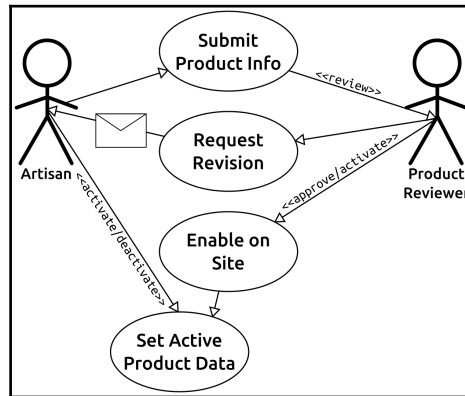 Submit
Product Info
<<review>>
Request
Revision
Artisan
Product
Reviewer
<<activate/deactivate>>
<<approve/activate>>
Enable on
Site
Set Active
Product Data